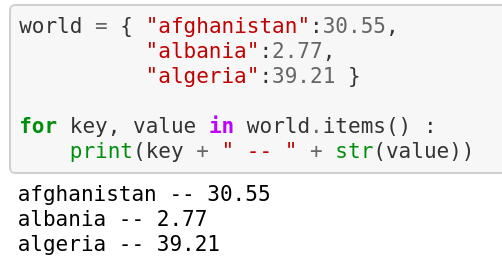 world = { "afghanistan":30.55,
          "albania":2.77,
          "algeria":39.21 }

for key, value in world.items() :
    print(key + " -- " + str(value))
afghanistan -- 30.55
albania -- 2.77
algeria -- 39.21